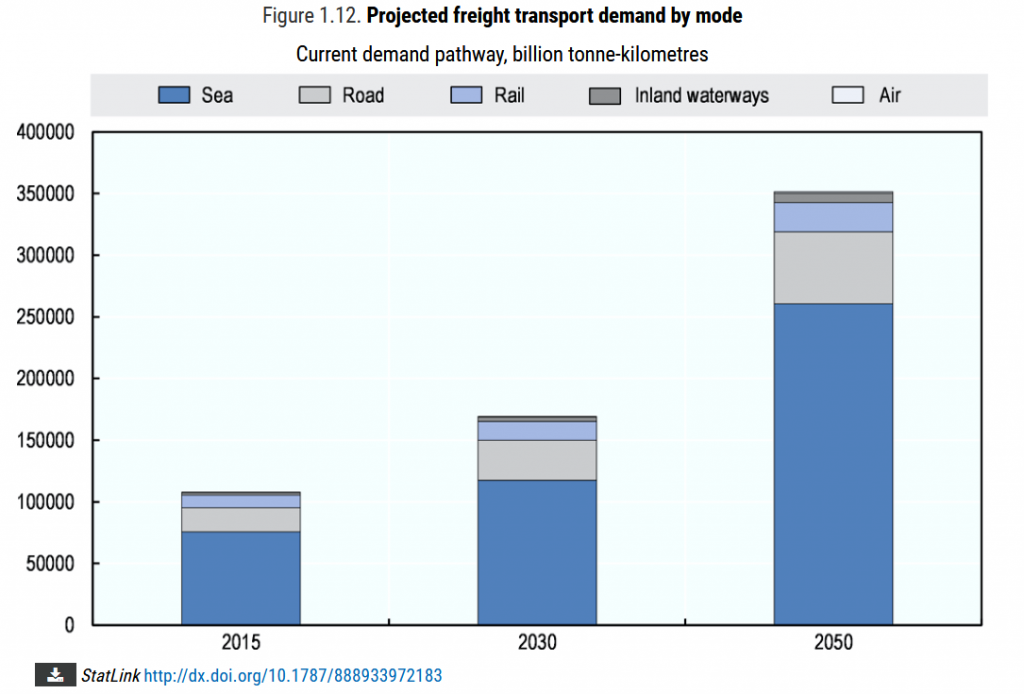 Figure 1.12. Projected freight transport demand by mode
Current demand pathway, billion tonne-kilometres
Sea Road Rail Inland waterways Air
400000
350000
300000
250000
200000
150000
100000
50000
0
2015 2030 2050
StatLink http://dx.doi.org/10.1787/888933972183